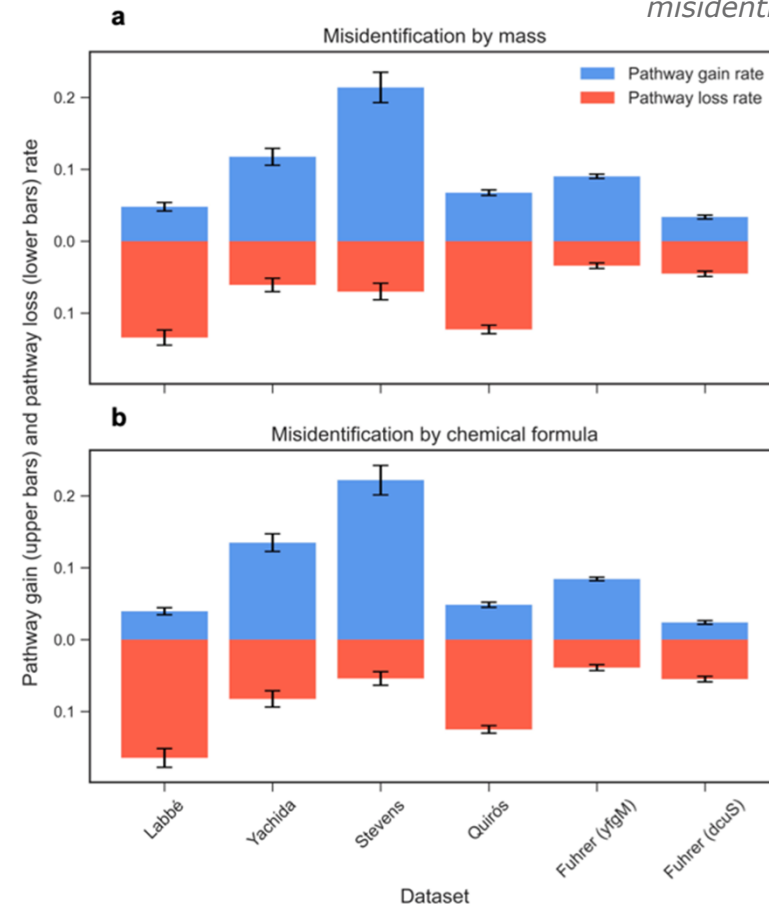 a
Misidentification by mass
Pathway gain rate
Pathway loss rate
0.2
0.1
0.0
0.1
Pathway gain (upper bars) and pathway loss (lower bars) rate
b
Misidentification by chemical formula
0.2
0.1
0.0
0.1
Labbé
Yachida
Stevens
Quirós
Fuhrer (yfgM)
Fuhrer (dcuS)
Dataset